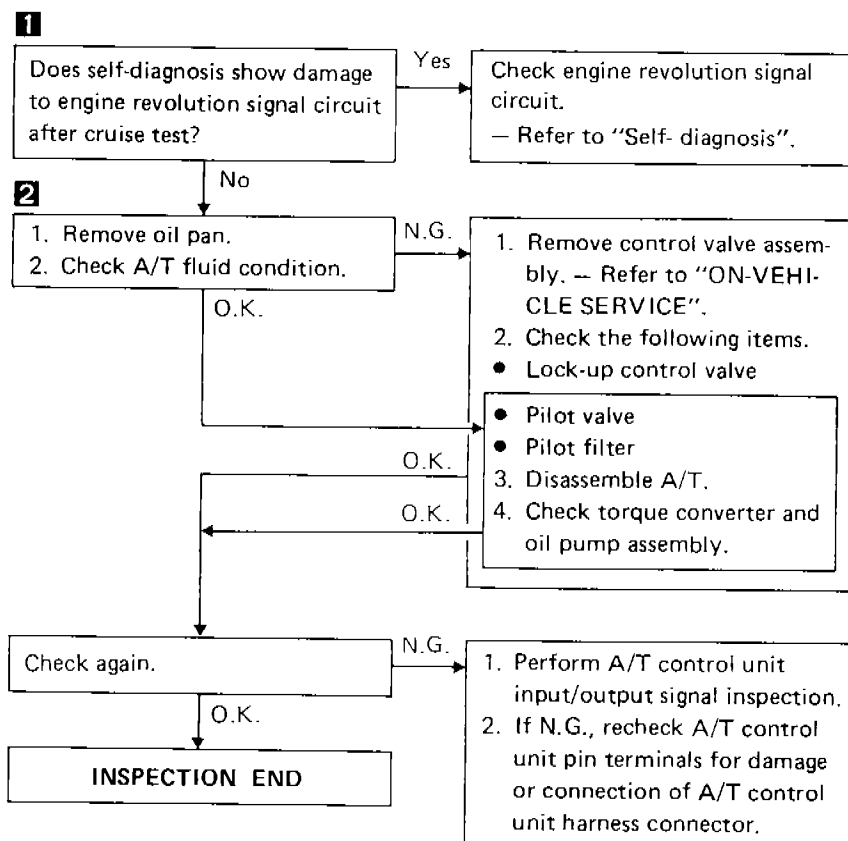 1
Does self-diagnosis show damage
to engine revolution signal circuit
after cruise test?
Yes
Check engine revolution signal
circuit.
— Refer to "Self- diagnosis".
No
2
1. Remove oil pan.
2. Check A/T fluid condition.
N.G.
O.K.
1. Remove control valve assem-
bly. — Refer to "ON-VEHI-
CLE SERVICE".
2. Check the following items.
● Lock-up control valve
● Pilot valve
● Pilot filter
3. Disassemble A/T.
4. Check torque converter and
oil pump assembly.
O.K.
O.K.
Check again.
N.G.
O.K.
1. Perform A/T control unit
input/output signal inspection.
2. If N.G., recheck A/T control
unit pin terminals for damage
or connection of A/T control
unit harness connector.
INSPECTION END